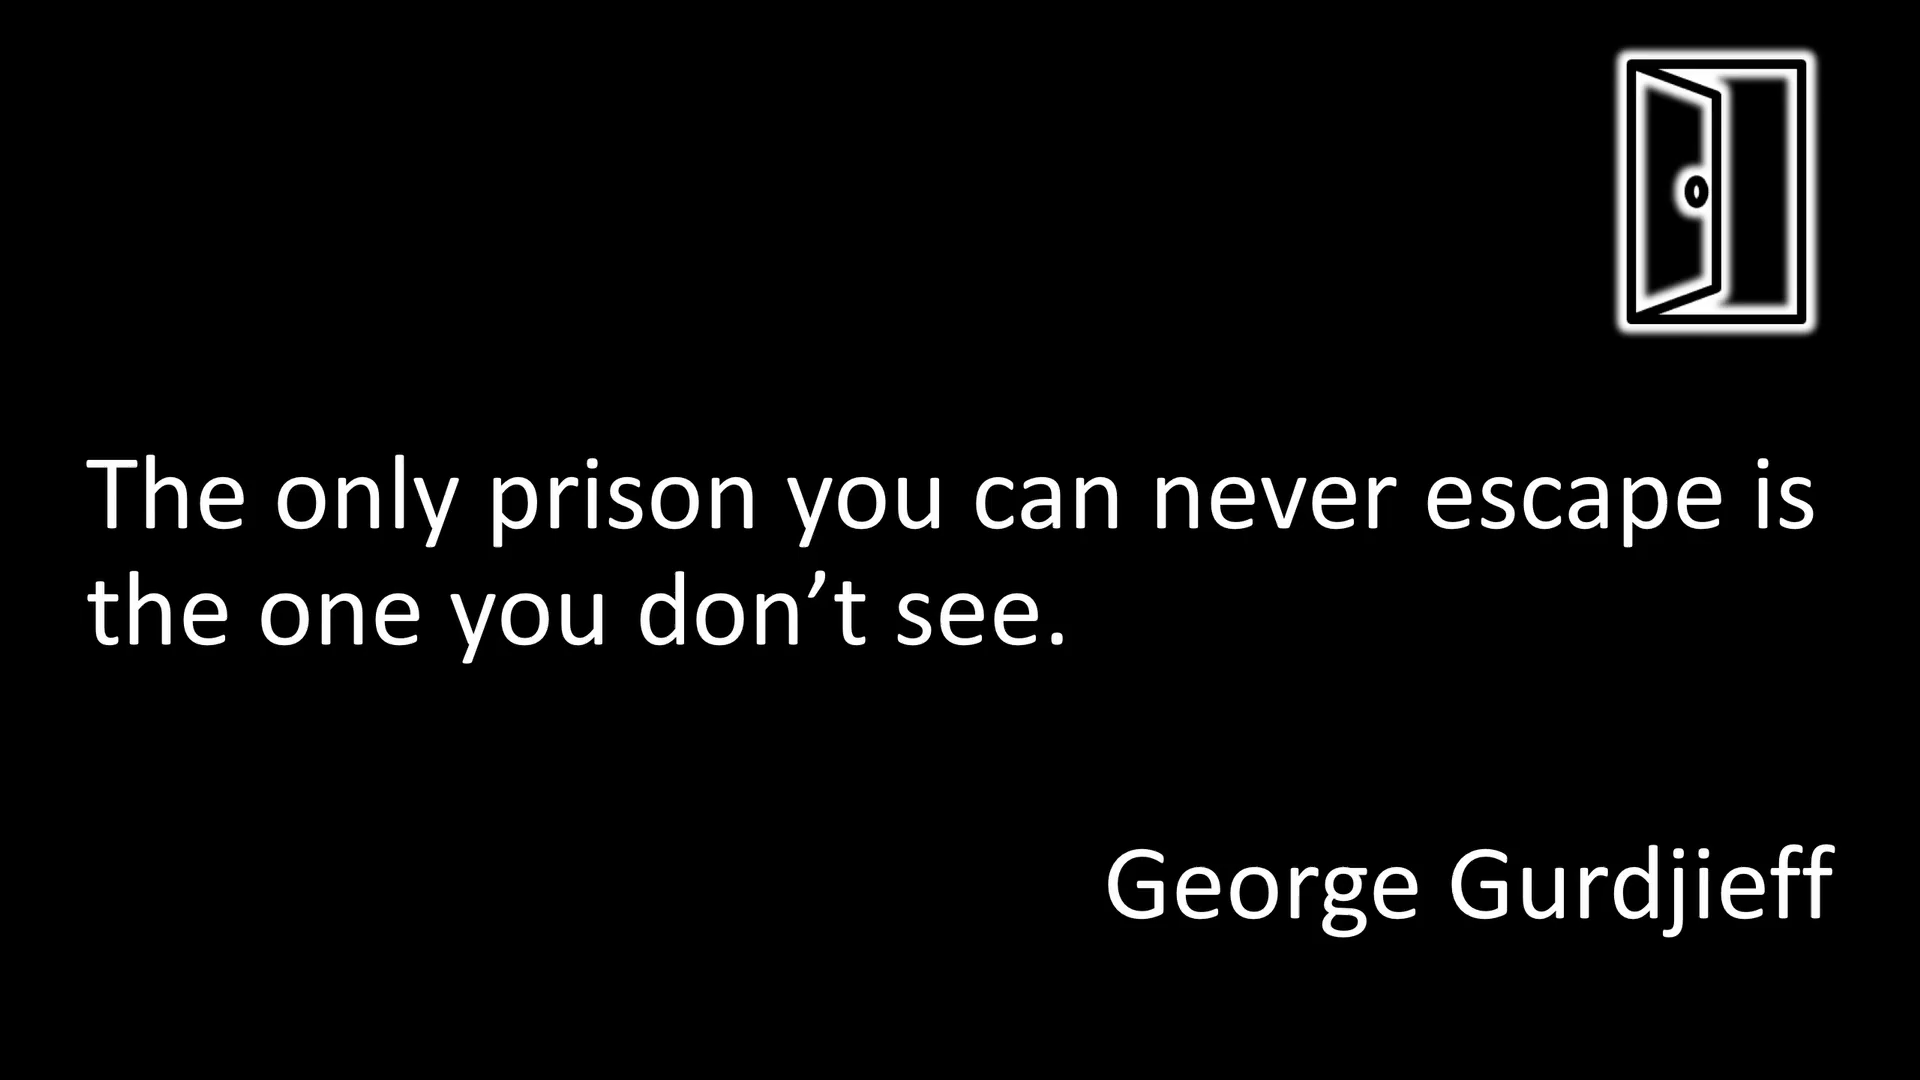 The only prison you can never escape is
the one you don’t see.
George Gurdjieff